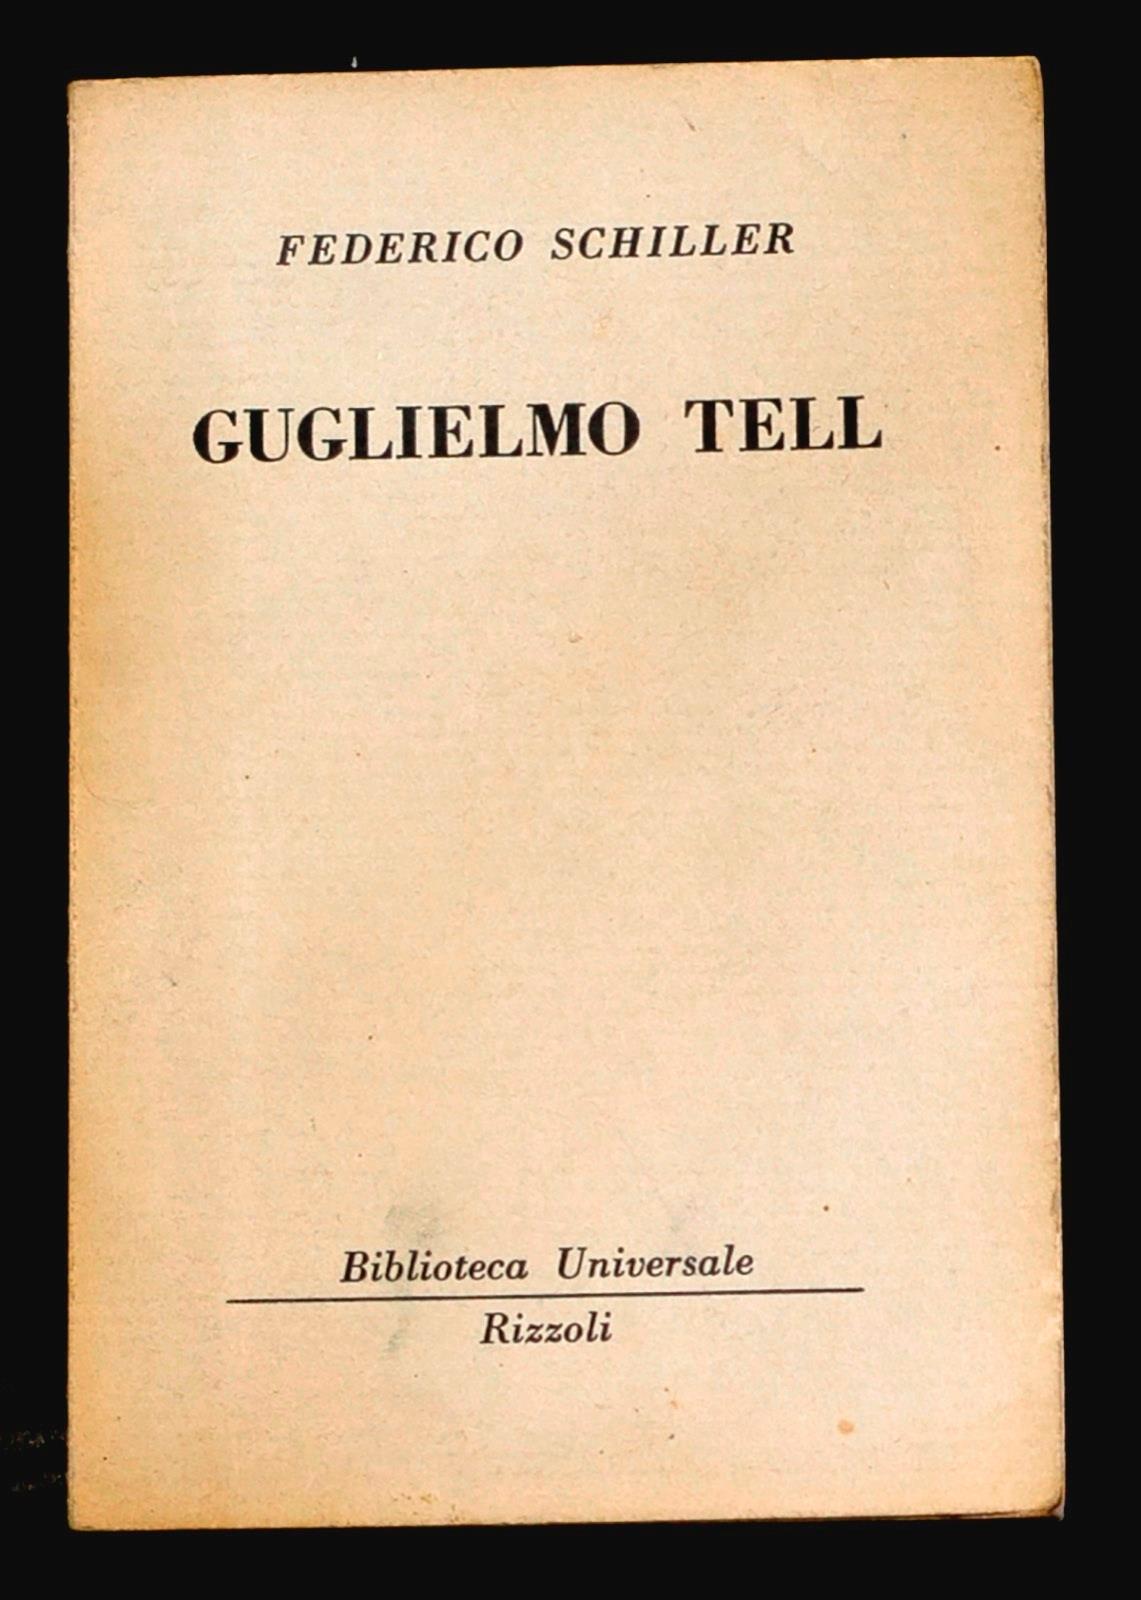 FEDERICO SCHILLER
GUGLIELMO TELL
Biblioteca Universale
Rizzoli